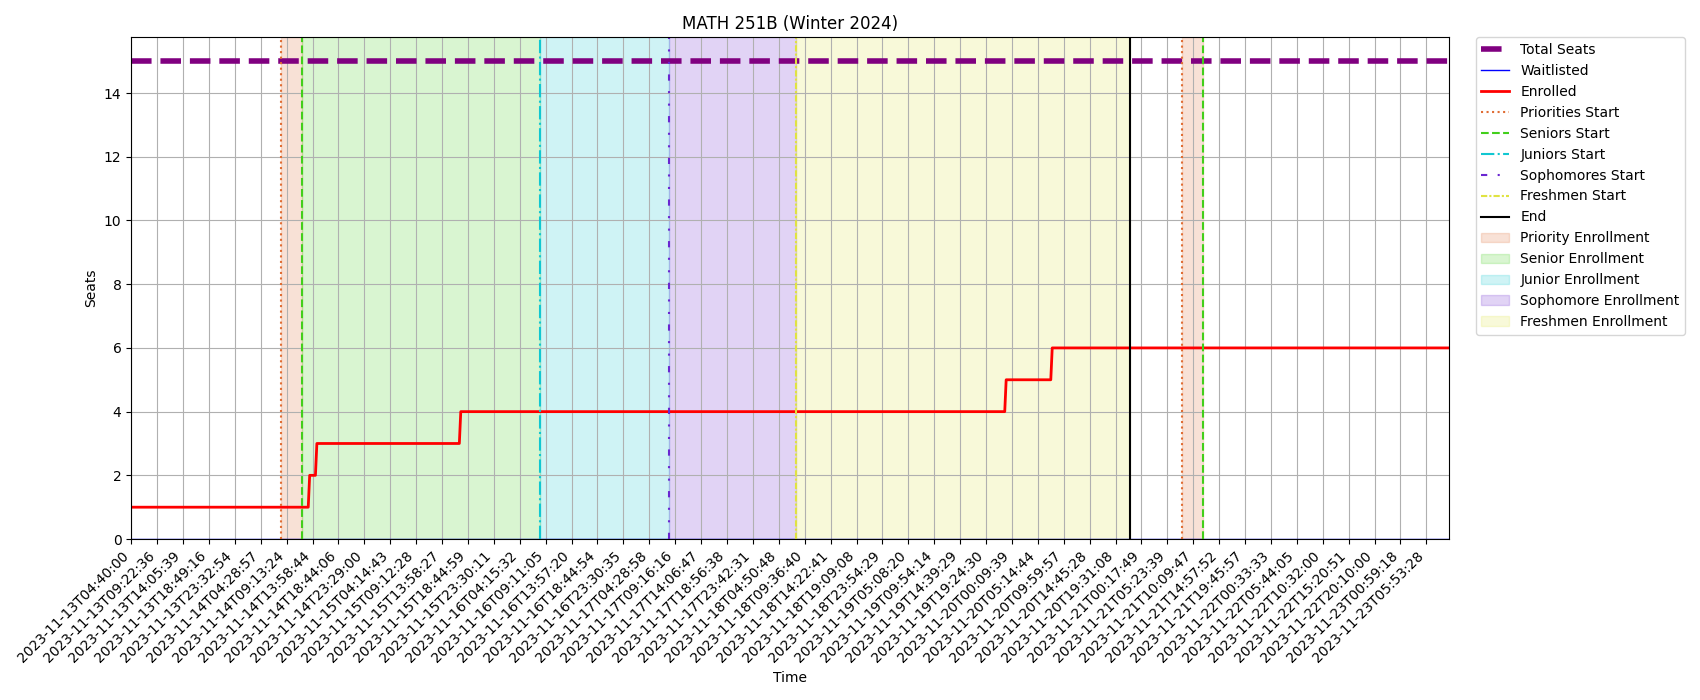 MATH 251B (Winter 2024)
Seats
14
12
10
8
6
4
2
0
2023-11-13T04:40:00
2023-11-13T09:22:36
2023-11-13T14:05:39
2023-11-13T18:49:16
2023-11-13T23:32:54
2023-11-14T04:28:57
2023-11-14T09:13:24
2023-11-14T13:58:44
2023-11-14T18:44:06
2023-11-14T23:29:00
2023-11-15T04:14:43
2023-11-15T09:12:28
2023-11-15T13:58:27
2023-11-15T18:44:59
2023-11-15T23:30:11
2023-11-16T04:15:32
2023-11-16T09:11:05
2023-11-16T13:57:20
2023-11-16T18:44:54
2023-11-16T23:30:35
2023-11-17T04:28:58
2023-11-17T09:16:16
2023-11-17T14:06:47
2023-11-17T18:56:38
2023-11-17T23:42:31
2023-11-18T04:50:48
2023-11-18T09:36:40
2023-11-18T14:22:41
2023-11-18T19:09:08
2023-11-18T23:54:29
2023-11-19T05:08:20
2023-11-19T09:54:14
2023-11-19T14:39:29
2023-11-19T19:24:30
2023-11-20T00:09:39
2023-11-20T05:14:44
2023-11-20T09:59:57
2023-11-20T14:45:28
2023-11-20T19:31:08
2023-11-21T00:17:49
2023-11-21T05:23:39
2023-11-21T10:09:47
2023-11-21T14:57:52
2023-11-21T19:45:57
2023-11-22T00:33:33
2023-11-22T05:44:05
2023-11-22T10:32:00
2023-11-22T15:20:51
2023-11-22T20:10:00
2023-11-23T00:59:18
2023-11-23T05:53:28
Time
Total Seats
Waitlisted
Enrolled
Priorities Start
Seniors Start
Juniors Start
Sophomores Start
Freshmen Start
End
Priority Enrollment
Senior Enrollment
Junior Enrollment
Sophomore Enrollment
Freshmen Enrollment